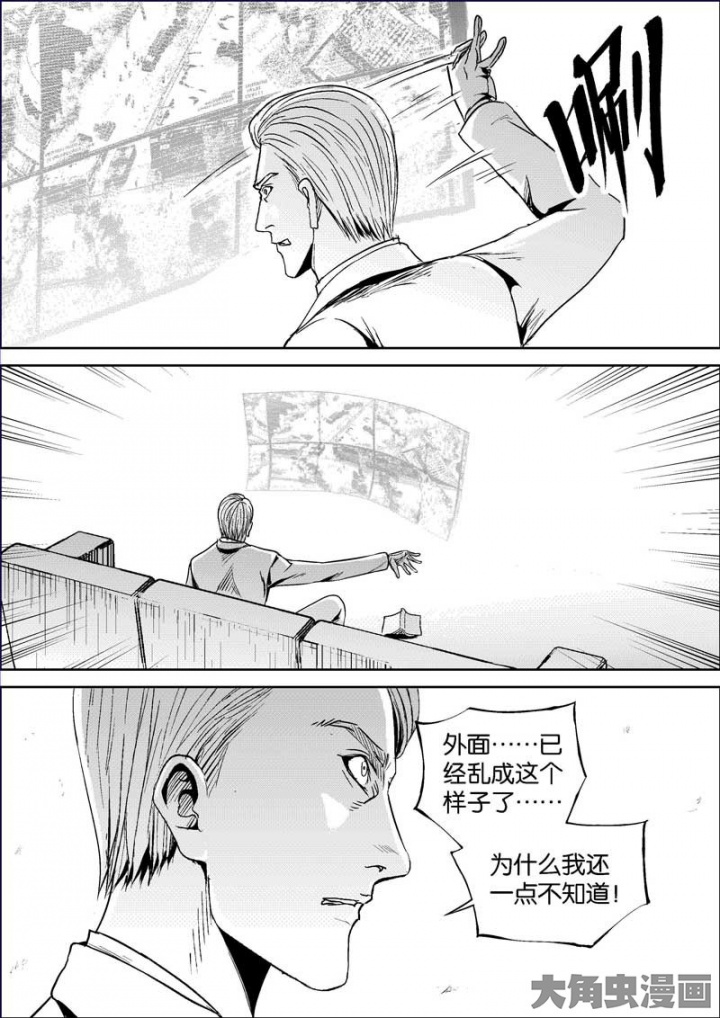 唰
外面……已
经乱成这个
样子了……
为什么我还
一点不知道！
大角虫漫画